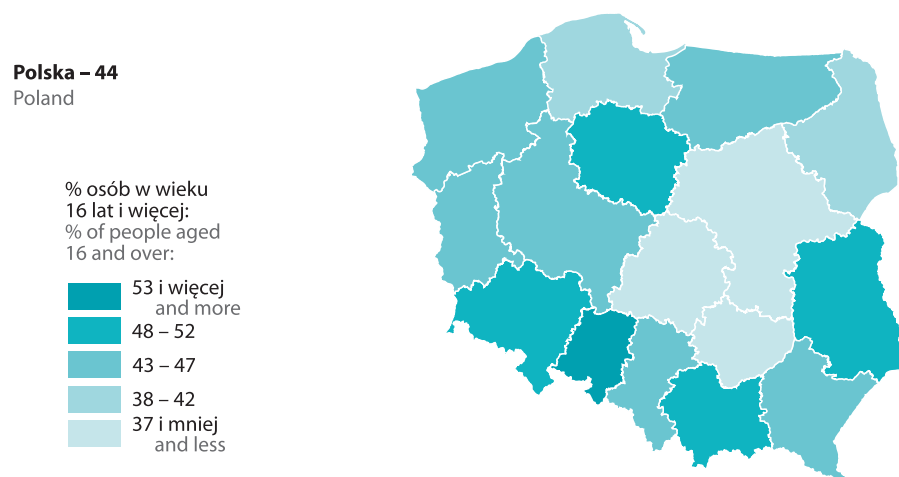 Polska – 44
Poland
% osób w wieku
16 lat i więcej:
% of people aged
16 and over:
53 i więcej
and more
48 – 52
43 – 47
38 – 42
37 i mniej
and less